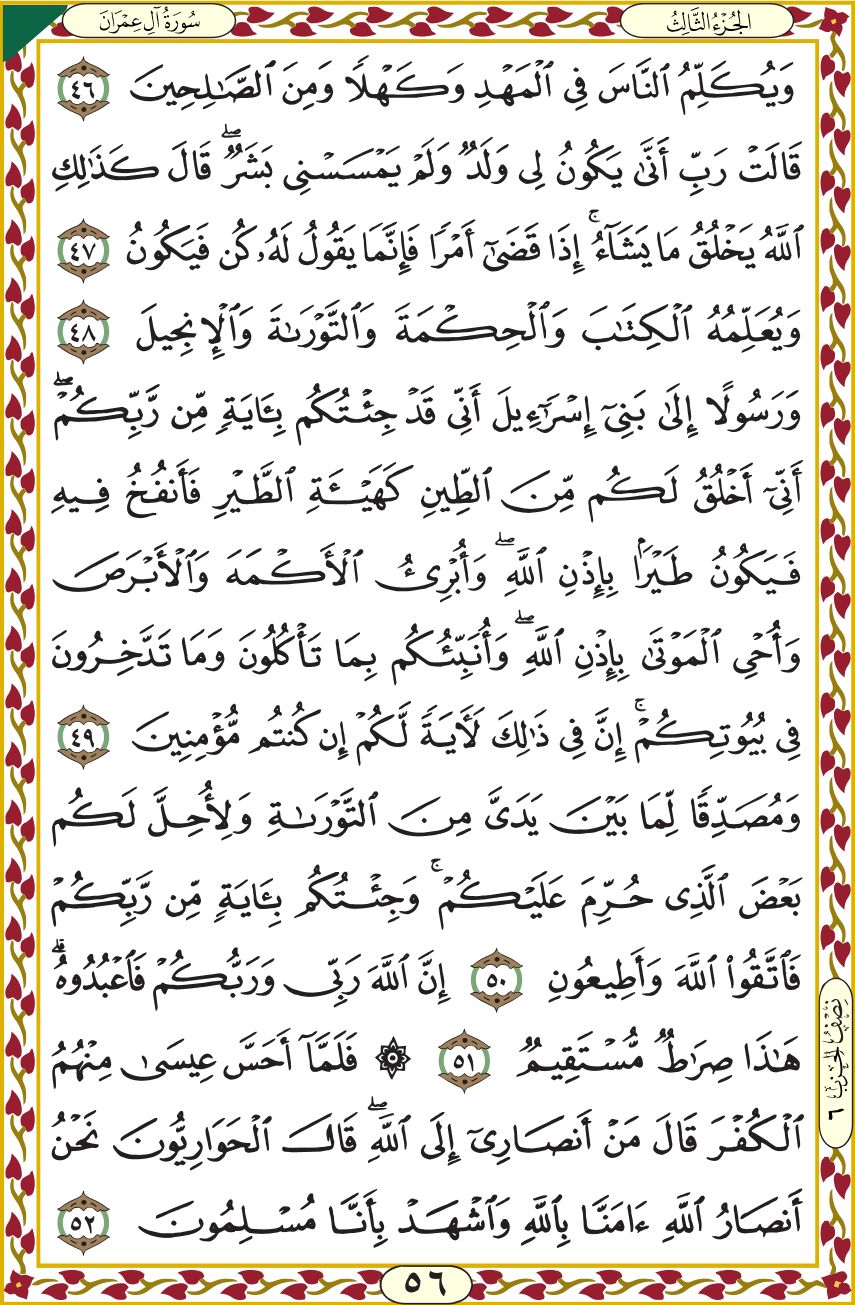 الجُزْءُ الثَّالِثُ
سُورَةُ آلِ عِمْرَانَ
وَيُكَلِّمُ ٱلنَّاسَ فِي ٱلْمَهْدِ وَكَهْلًا وَمِنَ ٱلصَّٰلِحِينَ ٤٦
قَالَتْ رَبِّ أَنَّىٰ يَكُونُ لِي وَلَدٌ وَلَمْ يَمْسَسْنِي بَشَرٌ ۖ قَالَ كَذَٰلِكِ
ٱللَّهُ يَخْلُقُ مَا يَشَآءُ ۚ إِذَا قَضَىٰٓ أَمْرًا فَإِنَّمَا يَقُولُ لَهُۥ كُن فَيَكُونُ ٤٧
وَيُعَلِّمُهُ ٱلْكِتَٰبَ وَٱلْحِكْمَةَ وَٱلتَّوْرَىٰةَ وَٱلْإِنجِيلَ ٤٨
وَرَسُولًا إِلَىٰ بَنِيٓ إِسْرَٰٓءِيلَ أَنِّي قَدْ جِئْتُكُم بِـَٔايَةٍ مِّن رَّبِّكُمْ ۖ
أَنِّيٓ أَخْلُقُ لَكُم مِّنَ ٱلطِّينِ كَهَيْـَٔةِ ٱلطَّيْرِ فَأَنفُخُ فِيهِ
فَيَكُونُ طَيْرًۢا بِإِذْنِ ٱللَّهِ ۖ وَأُبْرِئُ ٱلْأَكْمَهَ وَٱلْأَبْرَصَ
وَأُحْيِ ٱلْمَوْتَىٰ بِإِذْنِ ٱللَّهِ ۖ وَأُنَبِّئُكُم بِمَا تَأْكُلُونَ وَمَا تَدَّخِرُونَ
فِي بُيُوتِكُمْ ۚ إِنَّ فِي ذَٰلِكَ لَـَٔايَةً لَّكُمْ إِن كُنتُم مُّؤْمِنِينَ ٤٩
وَمُصَدِّقًا لِّمَا بَيْنَ يَدَيَّ مِنَ ٱلتَّوْرَىٰةِ وَلِأُحِلَّ لَكُم
بَعْضَ ٱلَّذِي حُرِّمَ عَلَيْكُمْ ۚ وَجِئْتُكُم بِـَٔايَةٍ مِّن رَّبِّكُمْ
فَٱتَّقُوا۟ ٱللَّهَ وَأَطِيعُونِ ٥٠ إِنَّ ٱللَّهَ رَبِّي وَرَبُّكُمْ فَٱعْبُدُوهُ ۗ
هَٰذَا صِرَٰطٌ مُّسْتَقِيمٌ ٥١ ۞ فَلَمَّآ أَحَسَّ عِيسَىٰ مِنْهُمُ
ٱلْكُفْرَ قَالَ مَنْ أَنصَارِيٓ إِلَى ٱللَّهِ ۖ قَالَ ٱلْحَوَارِيُّونَ نَحْنُ
أَنصَارُ ٱللَّهِ ءَامَنَّا بِٱللَّهِ وَٱشْهَدْ بِأَنَّا مُسْلِمُونَ ٥٢
نِصْفُ الحِزْبِ ٦
٥٦